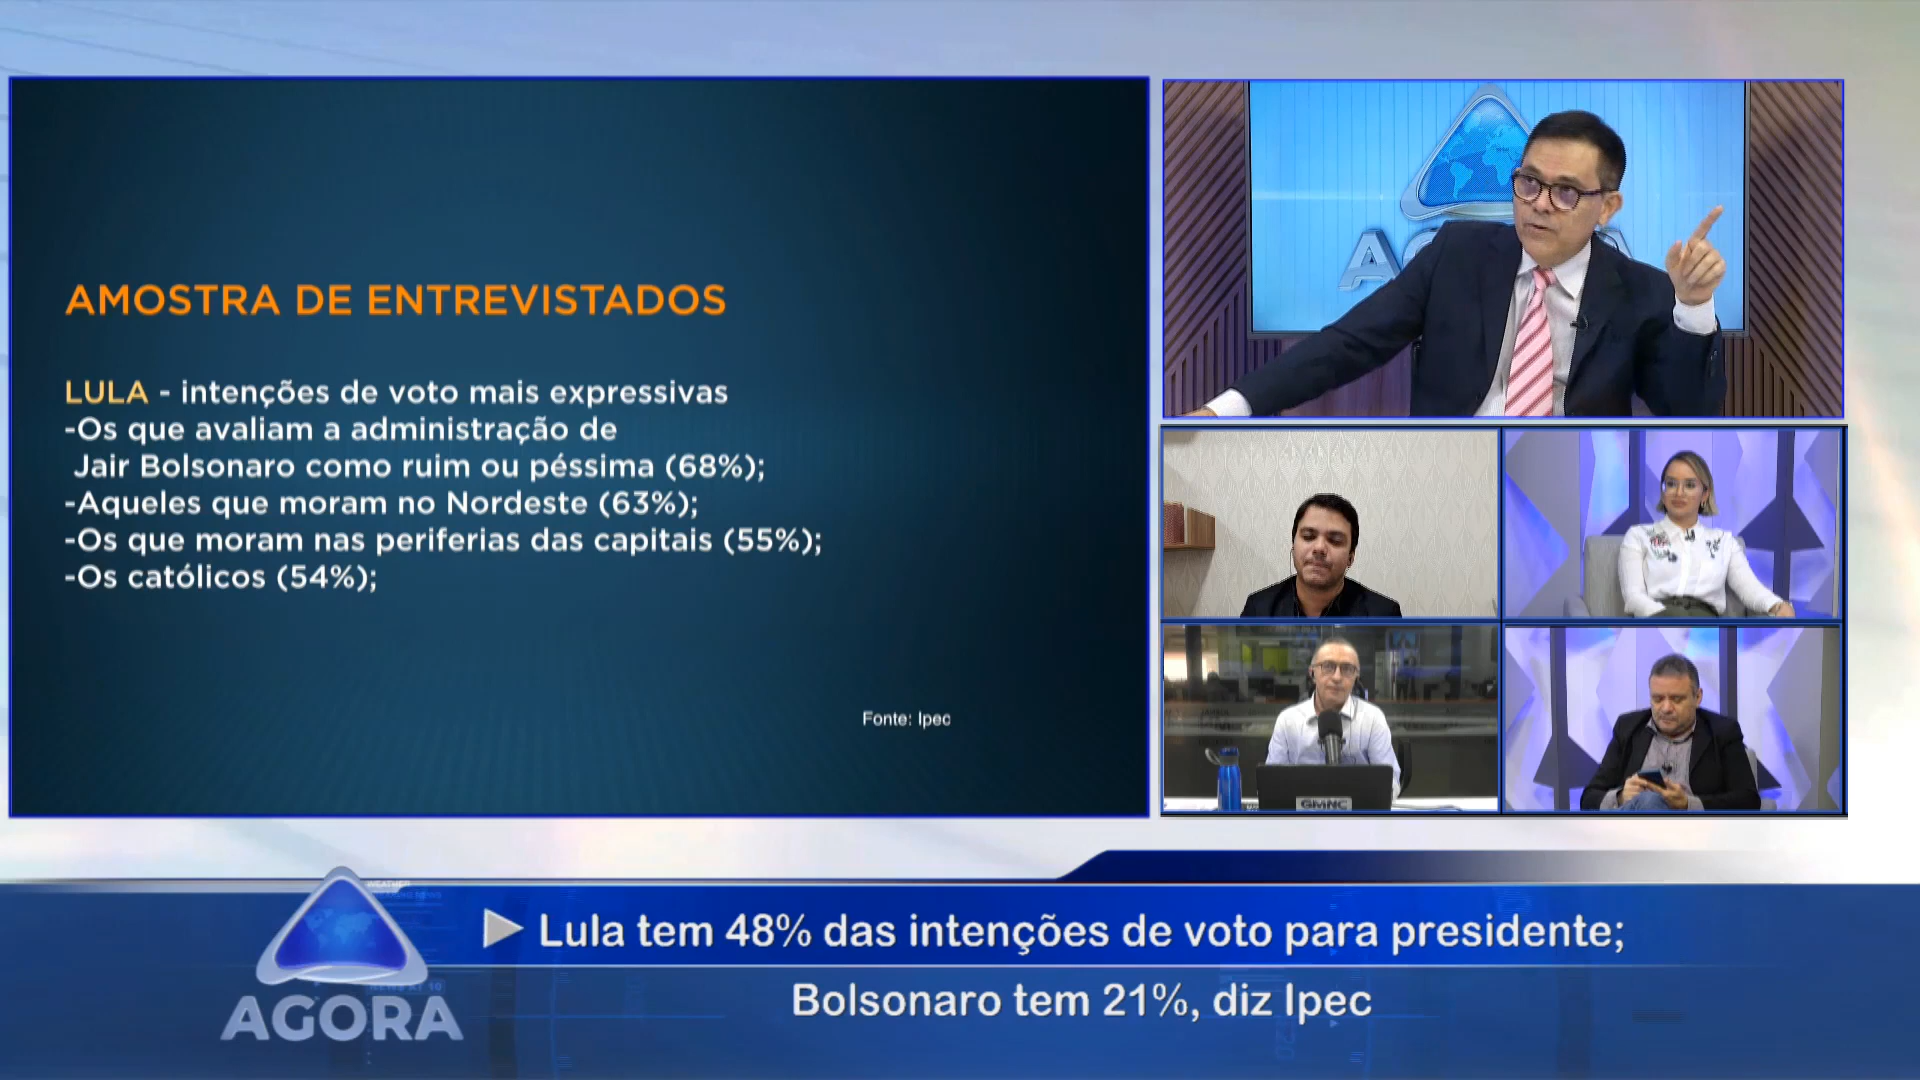 AMOSTRA DE ENTREVISTADOS
LULA - intenções de voto mais expressivas
-Os que avaliam a administração de
Jair Bolsonaro como ruim ou péssima (68%);
-Aqueles que moram no Nordeste (63%);
-Os que moram nas periferias das capitais (55%);
-Os católicos (54%);
Fonte: Ipec
GMNC
Lula tem 48% das intenções de voto para presidente;
Bolsonaro tem 21%, diz Ipec
AGORA